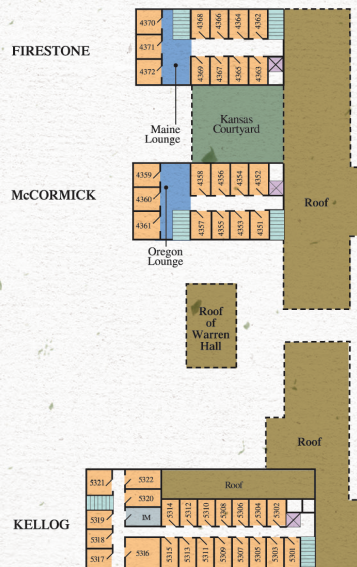 4370 4368 4366 4364 4362
FIRESTONE
4371
4372 4369 4367 4365 4363
Maine
Lounge
Kansas
Courtyard
4359 4358 4356 4354 4352
McCORMICK
4360
Roof
4361 4357 4355 4353 4351
Oregon
Lounge
Roof
of
Warren
Hall
Roof
5321 5322 Roof
5320
5314 5312 5310 5308 5306 5304 5302
5319 IM
KELLOG
5318
5317 5316 5315 5313 5311 5309 5307 5305 5303 5301